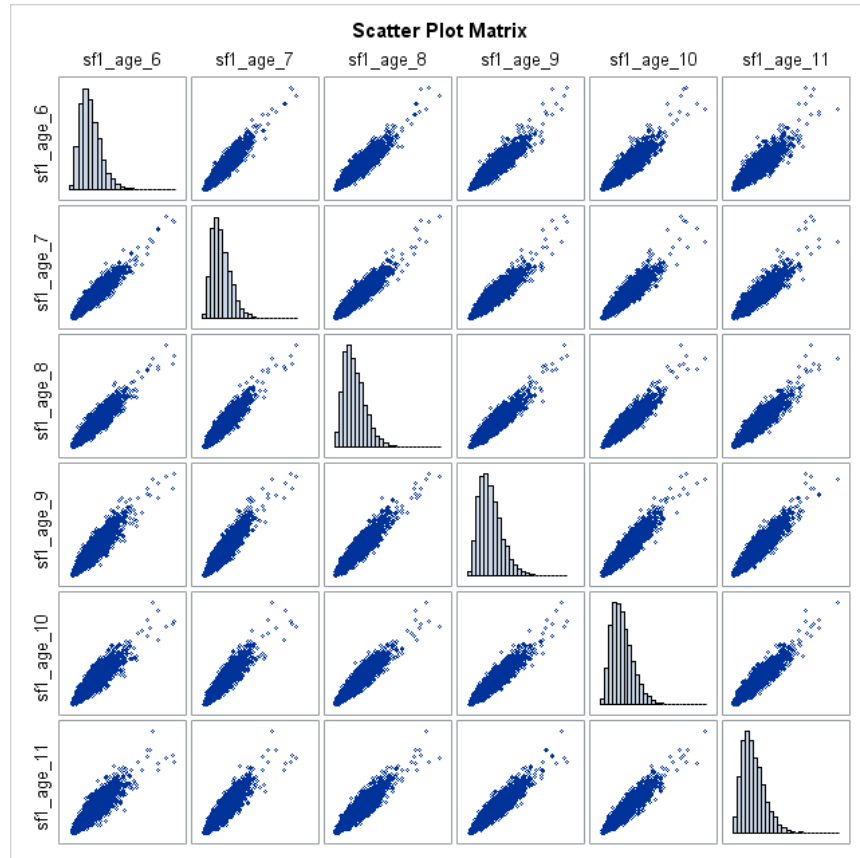 Scatter Plot Matrix
sf1_age_6 sf1_age_7 sf1_age_8 sf1_age_9 sf1_age_10 sf1_age_11
sf1_age_6
sf1_age_7
sf1_age_8
sf1_age_9
sf1_age_10
sf1_age_11